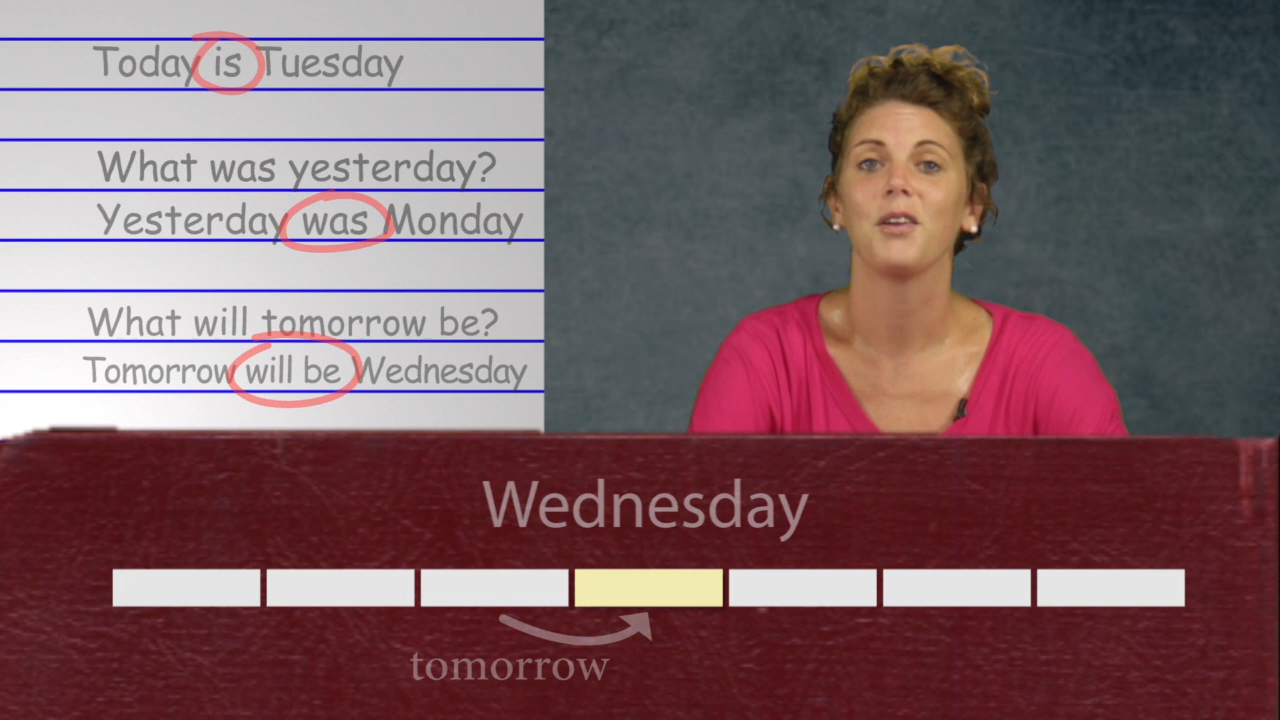 Today is Tuesday
What was yesterday?
Yesterday was Monday
What will tomorrow be?
Tomorrow will be Wednesday
Wednesday
tomorrow